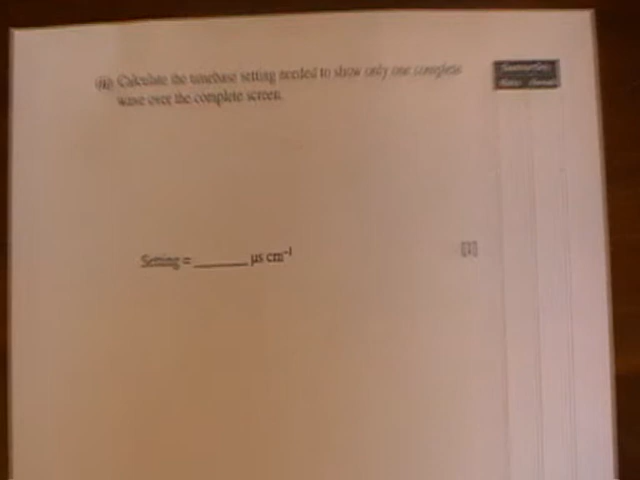 (ii) Calculate the timebase setting needed to show only one complete
wave over the complete screen.
Setting = ______ μs cm⁻¹
[1]